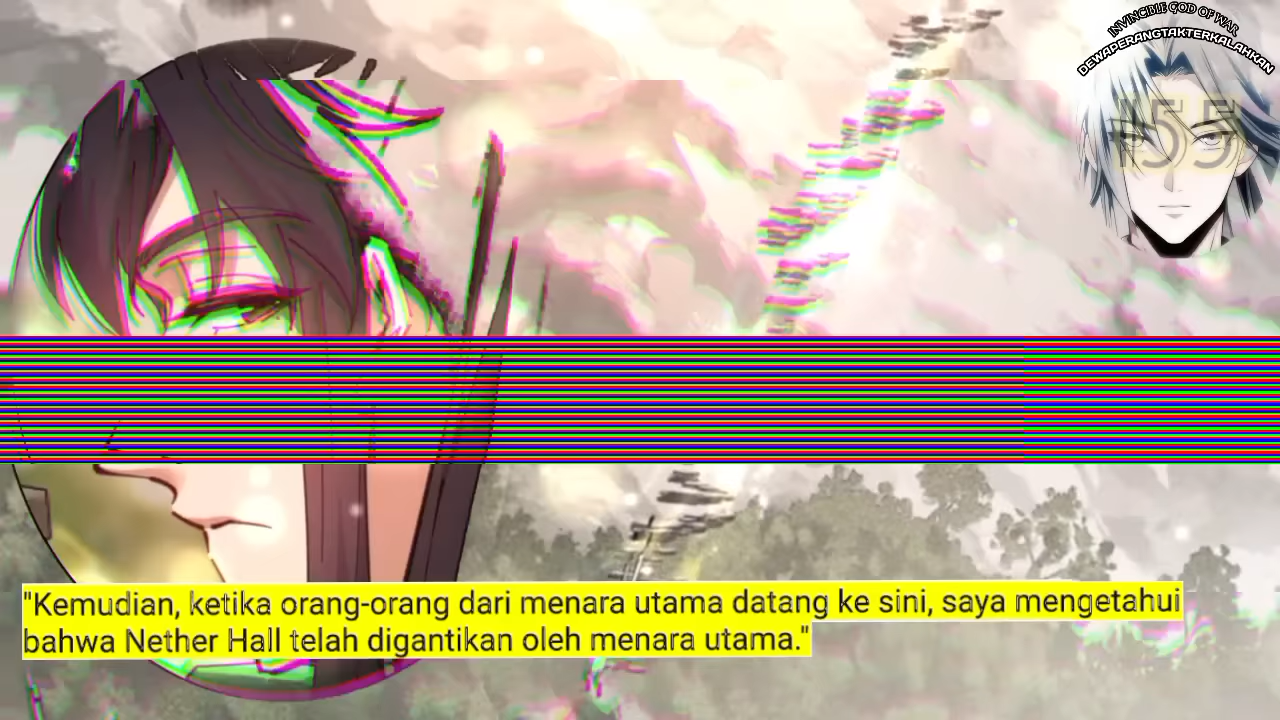 INVINCIBLE GOD OF WAR
DEWAPERANGTAKTERKALAHKAN
155
"Kemudian, ketika orang-orang dari menara utama datang ke sini, saya mengetahui
bahwa Nether Hall telah digantikan oleh menara utama."